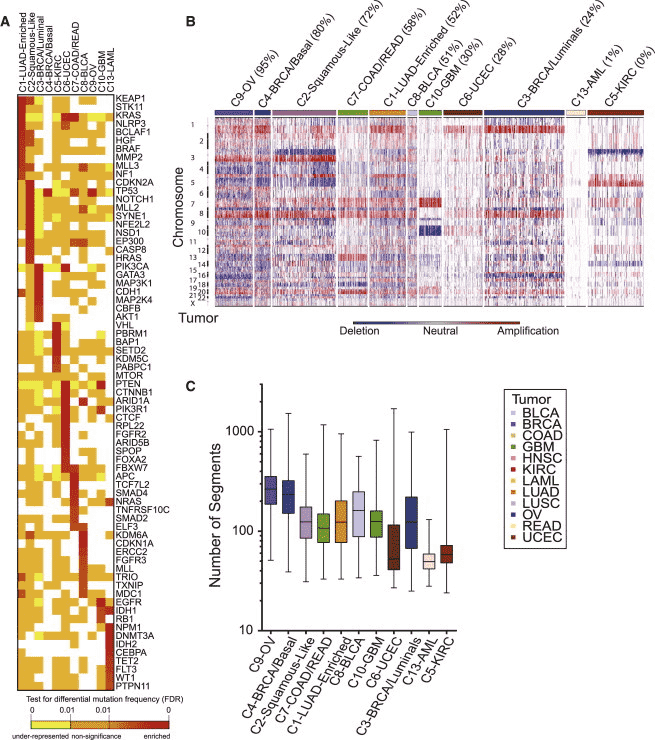 A
C1-LUAD-Enriched
C2-Squamous-Like
C3-BRCA/Luminal
C4-BRCA/Basal
C5-KIRC
C6-UCEC
C7-COAD/READ
C8-BLCA
C9-OV
C10-GBM
C13-LAML
KEAP1
STK11
KRAS
NLRP3
BCLAF1
HGF
BRAF
MMP2
MLL3
NF1
CDKN2A
TP53
NOTCH1
MLL2
SYNE1
NFE2L2
NSD1
EP300
CASP8
HRAS
PIK3CA
GATA3
MAP3K1
CDH1
MAP2K4
CBFB
AKT1
VHL
PBRM1
BAP1
SETD2
KDM5C
PABPC1
MTOR
PTEN
CTNNB1
ARID1A
PIK3R1
CTCF
RPL22
FGFR2
ARID5B
SPOP
FOXA2
FBXW7
APC
TCF7L2
SMAD4
NRAS
TNFRSF10C
SMAD2
ELF3
KDM6A
CDKN1A
ERCC2
FGFR3
MLL
TRIO
TXNIP
MDC1
EGFR
IDH1
RB1
NPM1
DNMT3A
IDH2
CEBPA
TET2
FLT3
WT1
PTPN11
Test for differential mutation frequency (FDR)
0 0.01 0.01 0
under-represented non-significance enriched
B
C9-OV (95%)
C4-BRCA/Basal (80%)
C2-Squamous-Like (72%)
C7-COAD/READ (58%)
C1-LUAD-Enriched (52%)
C8-BLCA (51%)
C10-GBM (30%)
C6-UCEC (28%)
C3-BRCA/Luminals (24%)
C13-AML (1%)
C5-KIRC (0%)
Chromosome
1
2
3
4
5
6
7
8
9
10
11
12
13
14
15
16
17
18
19
20
21
22
X
Tumor
Deletion Neutral Amplification
C
Number of Segments
1000
100
10
C9-OV
C4-BRCA/Basal
C2-Squamous-Like
C7-COAD/READ
C1-LUAD-Enriched
C8-BLCA
C10-GBM
C6-UCEC
C3-BRCA/Luminals
C13-AML
C5-KIRC
Tumor
BLCA
BRCA
COAD
GBM
HNSC
KIRC
LAML
LUAD
LUSC
OV
READ
UCEC